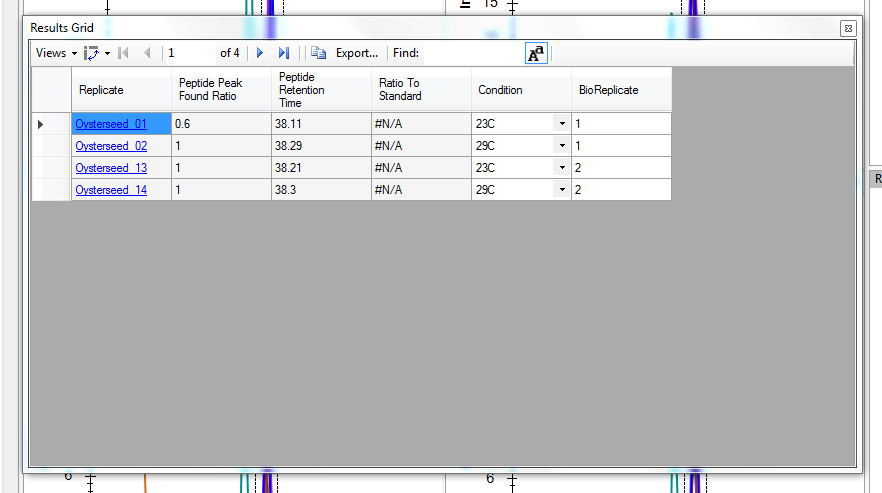 15
Results Grid
Views 1 of 4 Export... Find: Aa
Replicate Peptide Peak Found Ratio Peptide Retention Time Ratio To Standard Condition BioReplicate
Oysterseed_01 0.6 38.11 #N/A 23C 1
Oysterseed_02 1 38.29 #N/A 29C 1
Oysterseed_13 1 38.21 #N/A 23C 2
Oysterseed_14 1 38.3 #N/A 29C 2
R
6 6